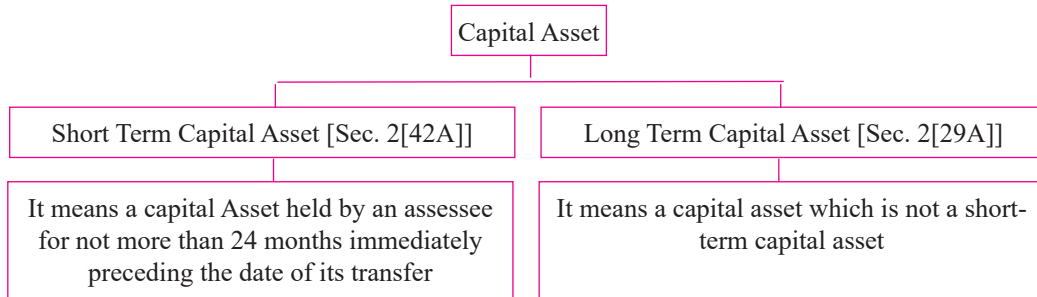 Capital Asset
Short Term Capital Asset [Sec. 2[42A]]
Long Term Capital Asset [Sec. 2[29A]]
It means a capital Asset held by an assessee
for not more than 24 months immediately
preceding the date of its transfer
It means a capital asset which is not a short-
term capital asset